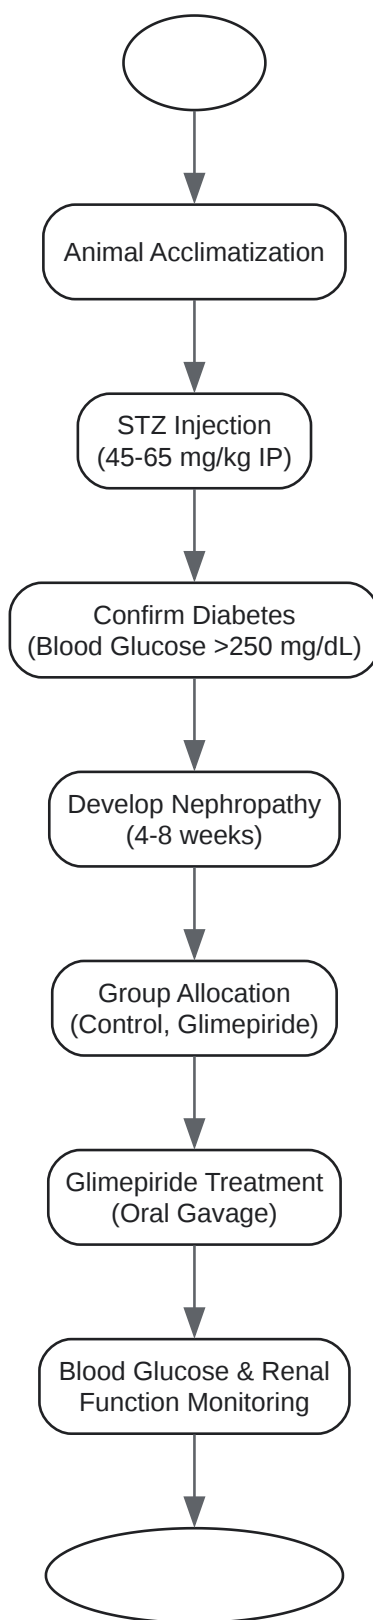 Animal Acclimatization
STZ Injection
(45-65 mg/kg IP)
Confirm Diabetes
(Blood Glucose >250 mg/dL)
Develop Nephropathy
(4-8 weeks)
Group Allocation
(Control, Glimepiride)
Glimepiride Treatment
(Oral Gavage)
Blood Glucose & Renal
Function Monitoring